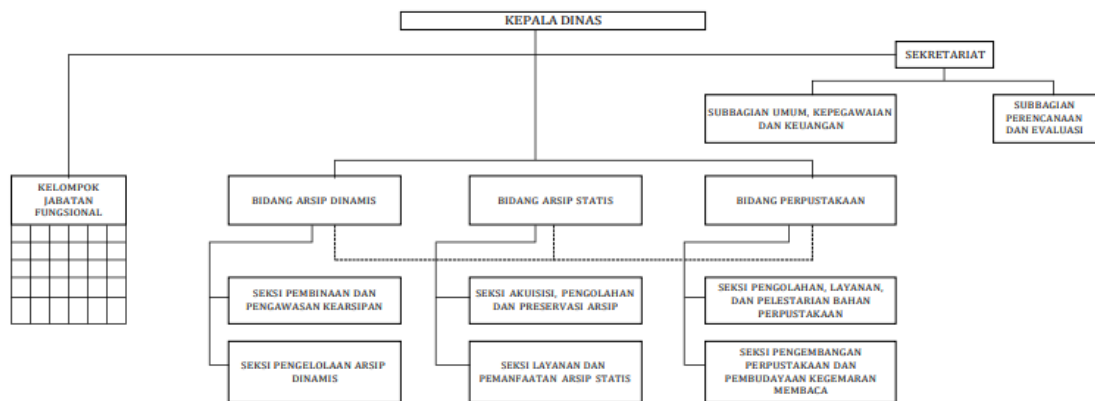 KEPALA DINAS
SEKRETARIAT
SUBBAGIAN UMUM, KEPEGAWAIAN
DAN KEUANGAN
SUBBAGIAN
PERENCANAAN
DAN EVALUASI
KELOMPOK
JABATAN
FUNGSIONAL
BIDANG ARSIP DINAMIS
BIDANG ARSIP STATIS
BIDANG PERPUSTAKAAN
SEKSI PEMBINAAN DAN
PENGAWASAN KEARSIPAN
SEKSI AKUISISI, PENGOLAHAN
DAN PRESERVASI ARSIP
SEKSI PENGOLAHAN, LAYANAN,
DAN PELESTARIAN BAHAN
PERPUSTAKAAN
SEKSI PENGELOLAAN ARSIP
DINAMIS
SEKSI LAYANAN DAN
PEMANFAATAN ARSIP STATIS
SEKSI PENGEMBANGAN
PERPUSTAKAAN DAN
PEMBUDAYAAN KEGEMARAN
MEMBACA